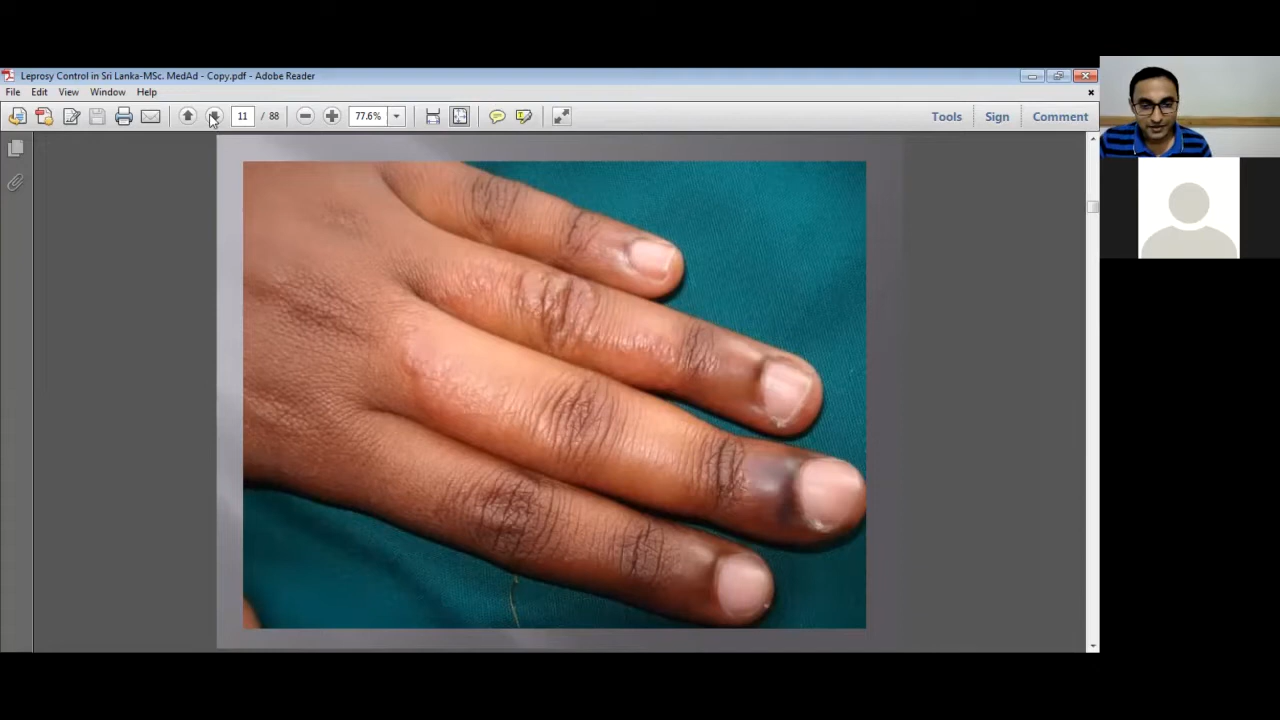 Leprosy Control in Sri Lanka-MSc. MedAd - Copy.pdf - Adobe Reader
File Edit View Window Help
11 / 88 77.6% Tools Sign Comment